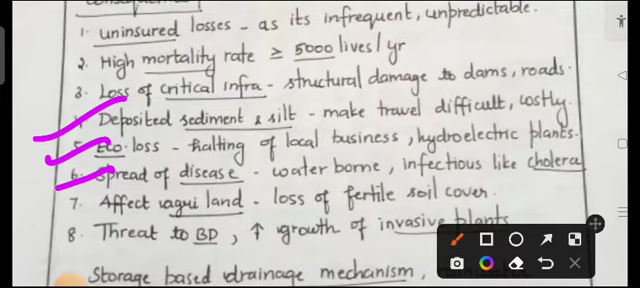 1. uninsured losses - as its infrequent, unpredictable.
2. High mortality rate ≥ 5000 lives/yr
3. Loss of critical infra - structural damage to dams, roads.
4. Deposited sediment & silt - make travel difficult, costly.
5. Eco loss - halting of local business, hydroelectric plants.
6. Spread of disease - water borne, infectious like cholera
7. Affect agri land - loss of fertile soil cover.
8. Threat to BD, ↑ growth of invasive plants
Storage based drainage mechanism,